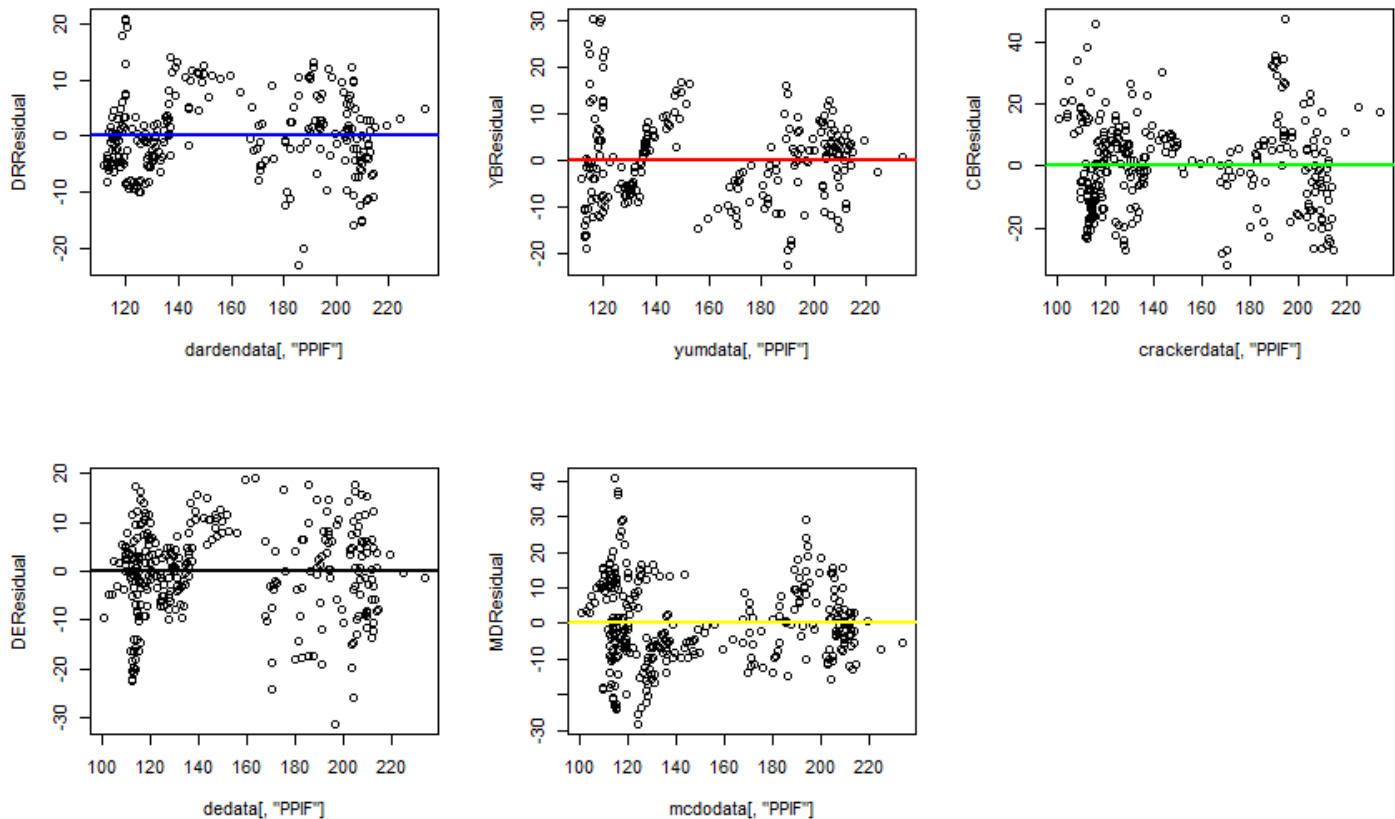 20
10
0
-10
-20
DRResidual
120 140 160 180 200 220
dardendata[, "PPIF"]
30
20
10
0
-10
-20
YBResidual
120 140 160 180 200 220
yumdata[, "PPIF"]
40
20
0
-20
CBResidual
100 120 140 160 180 200 220
crackerdata[, "PPIF"]
20
10
0
-10
-20
-30
DEResidual
100 120 140 160 180 200 220
dedata[, "PPIF"]
40
30
20
10
0
-10
-30
MDResidual
100 120 140 160 180 200 220
mcdodata[, "PPIF"]